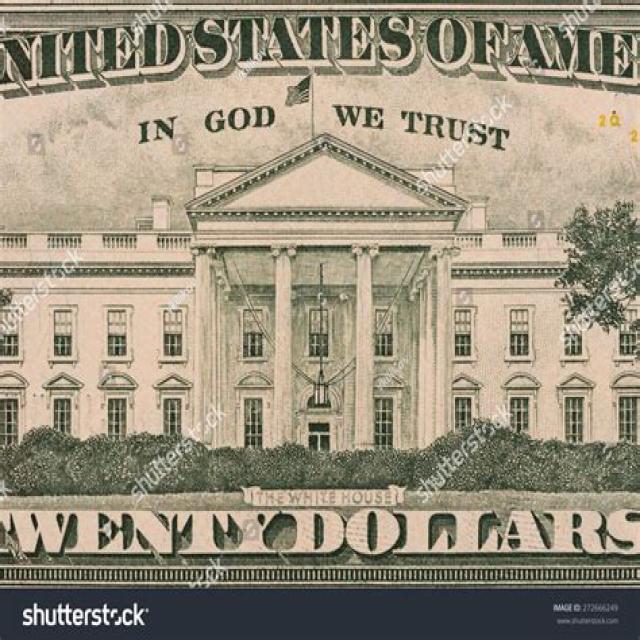 NITED STATES OF AME
IN GOD WE TRUST
THE WHITE HOUSE
WENTY DOLLARS
shutterstock
IMAGE ID: 272666249
www.shutterstock.com